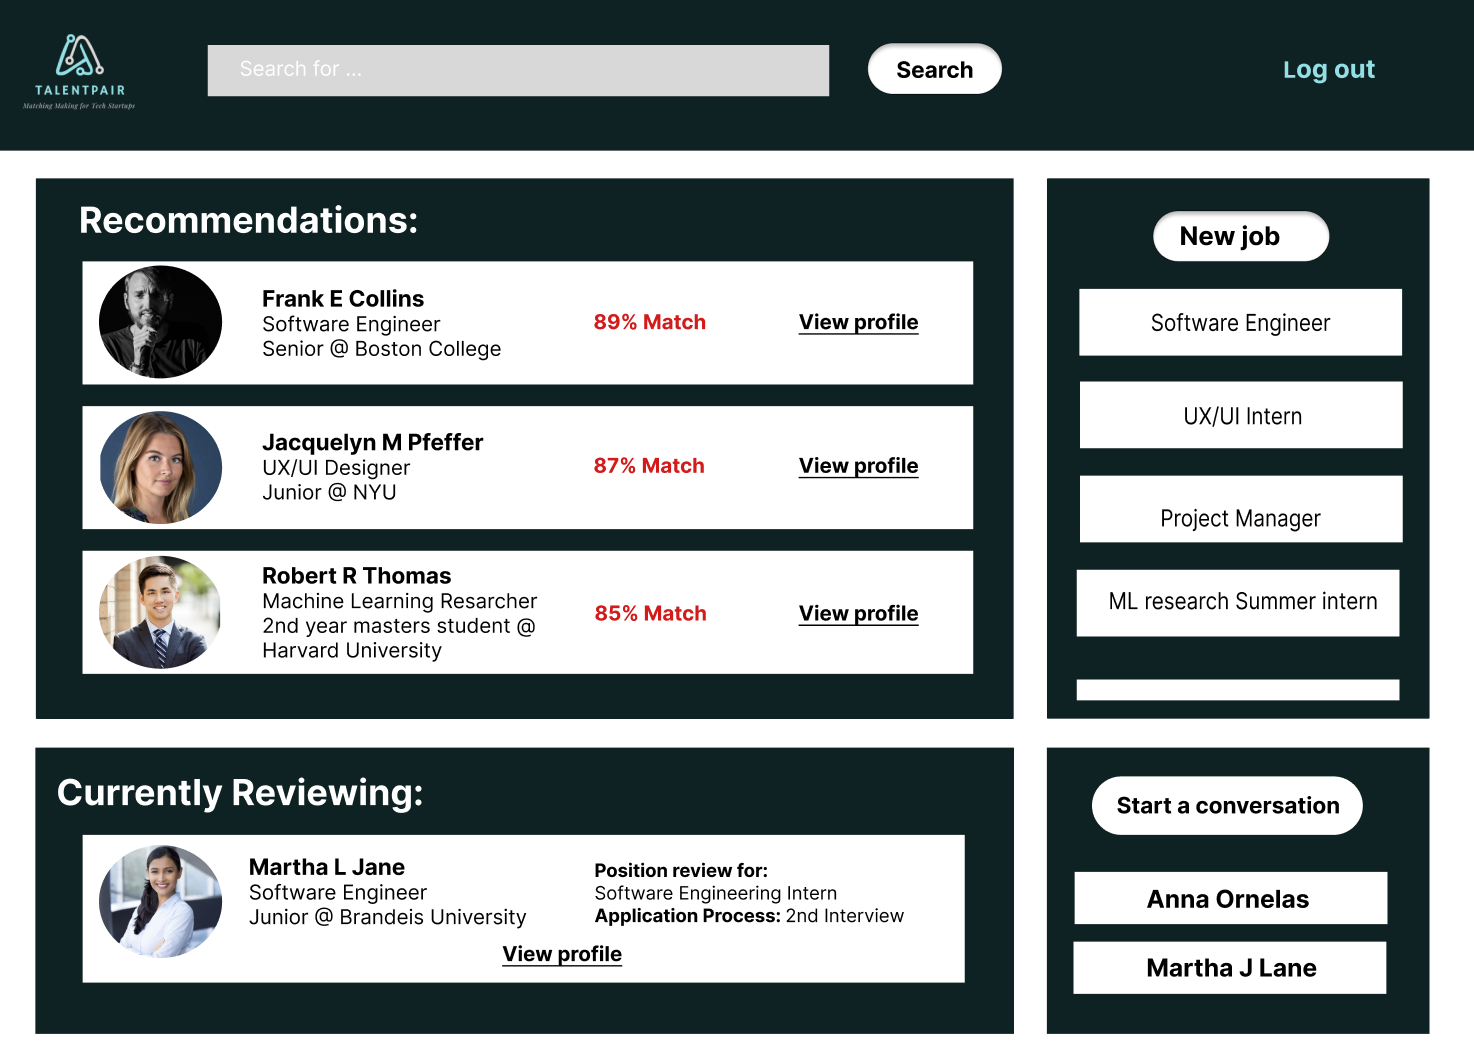 TALENTPAIR
Matching Making for Tech Startups
Search for ...
Search
Log out
Recommendations:
Frank E Collins
Software Engineer
Senior @ Boston College
89% Match
View profile
Jacquelyn M Pfeffer
UX/UI Designer
Junior @ NYU
87% Match
View profile
Robert R Thomas
Machine Learning Resarcher
2nd year masters student @
Harvard University
85% Match
View profile
New job
Software Engineer
UX/UI Intern
Project Manager
ML research Summer intern
Currently Reviewing:
Martha L Jane
Software Engineer
Junior @ Brandeis University
Position review for:
Software Engineering Intern
Application Process: 2nd Interview
View profile
Start a conversation
Anna Ornelas
Martha J Lane